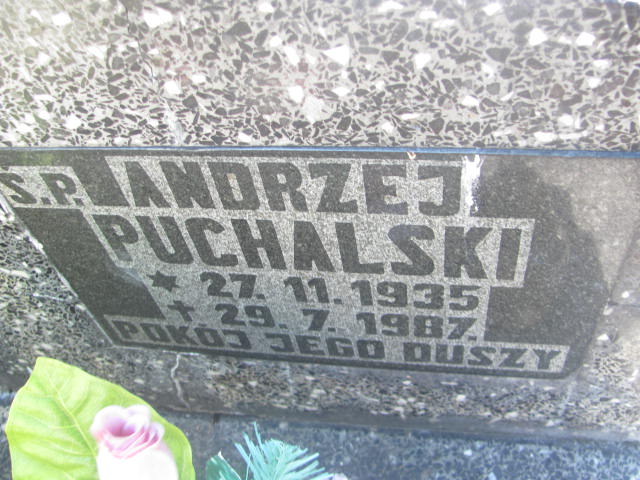 Ś.P. ANDRZEJ
PUCHALSKI
* 27. 11. 1935
† 29. 7. 1987.
POKÓJ JEGO DUSZY